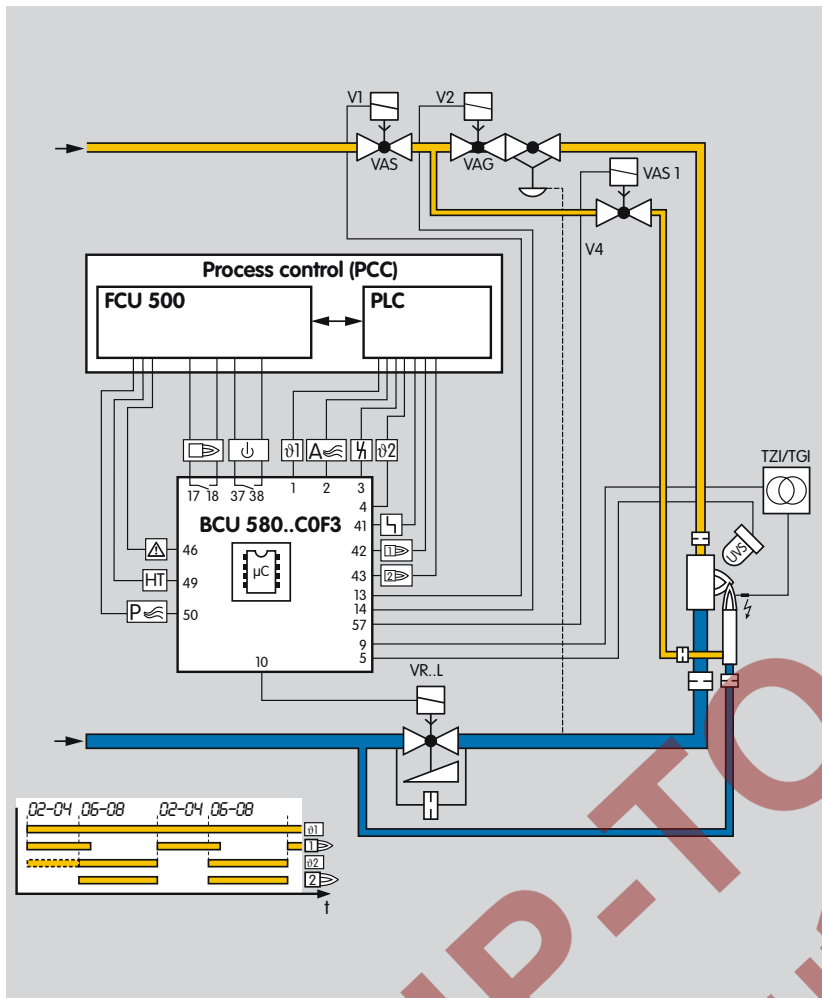 V1
V2
VAS
VAG
VAS 1
V4
Process control (PCC)
FCU 500
PLC
ϑ1
A
ϑ2
17 18
37 38
1
2
3
4
BCU 580..C0F3
41
µC
46
42
1
HT
49
43
2
P
50
13
14
57
9
5
10
TZI/TGI
UVS
VR..L
02-04 06-08 02-04 06-08
ϑ1
1
ϑ2
2
t